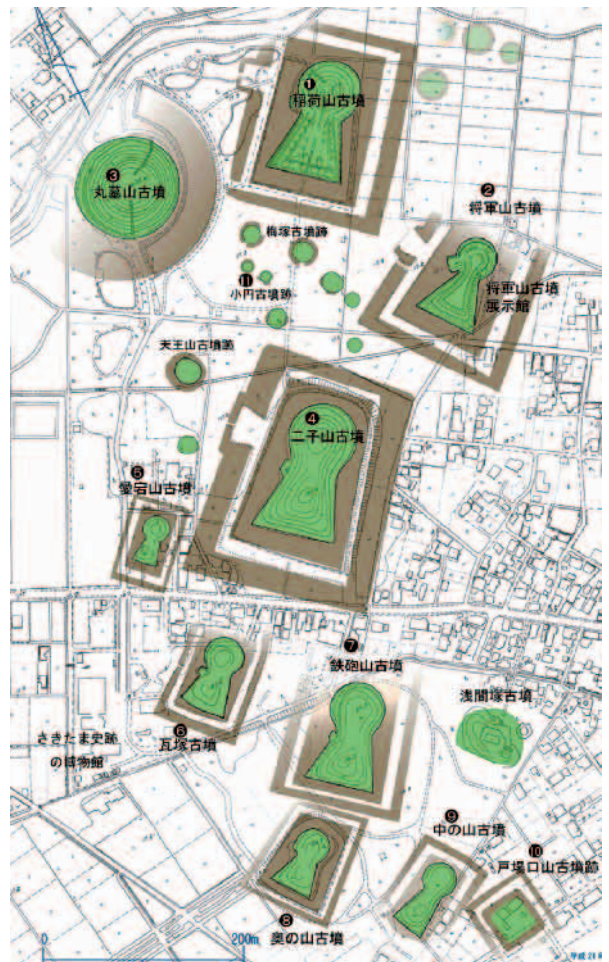 ❶
稲荷山古墳
❸
丸墓山古墳
❷
将軍山古墳
梅塚古墳跡
⓫
小円古墳跡
将軍山古墳
展示館
天王山古墳跡
❹
二子山古墳
❺
愛宕山古墳
❼
鉄砲山古墳
浅間塚古墳
❻
瓦塚古墳
さきたま史跡
の博物館
❾
中の山古墳
❿
戸場口山古墳跡
❽
奥の山古墳
0
200m